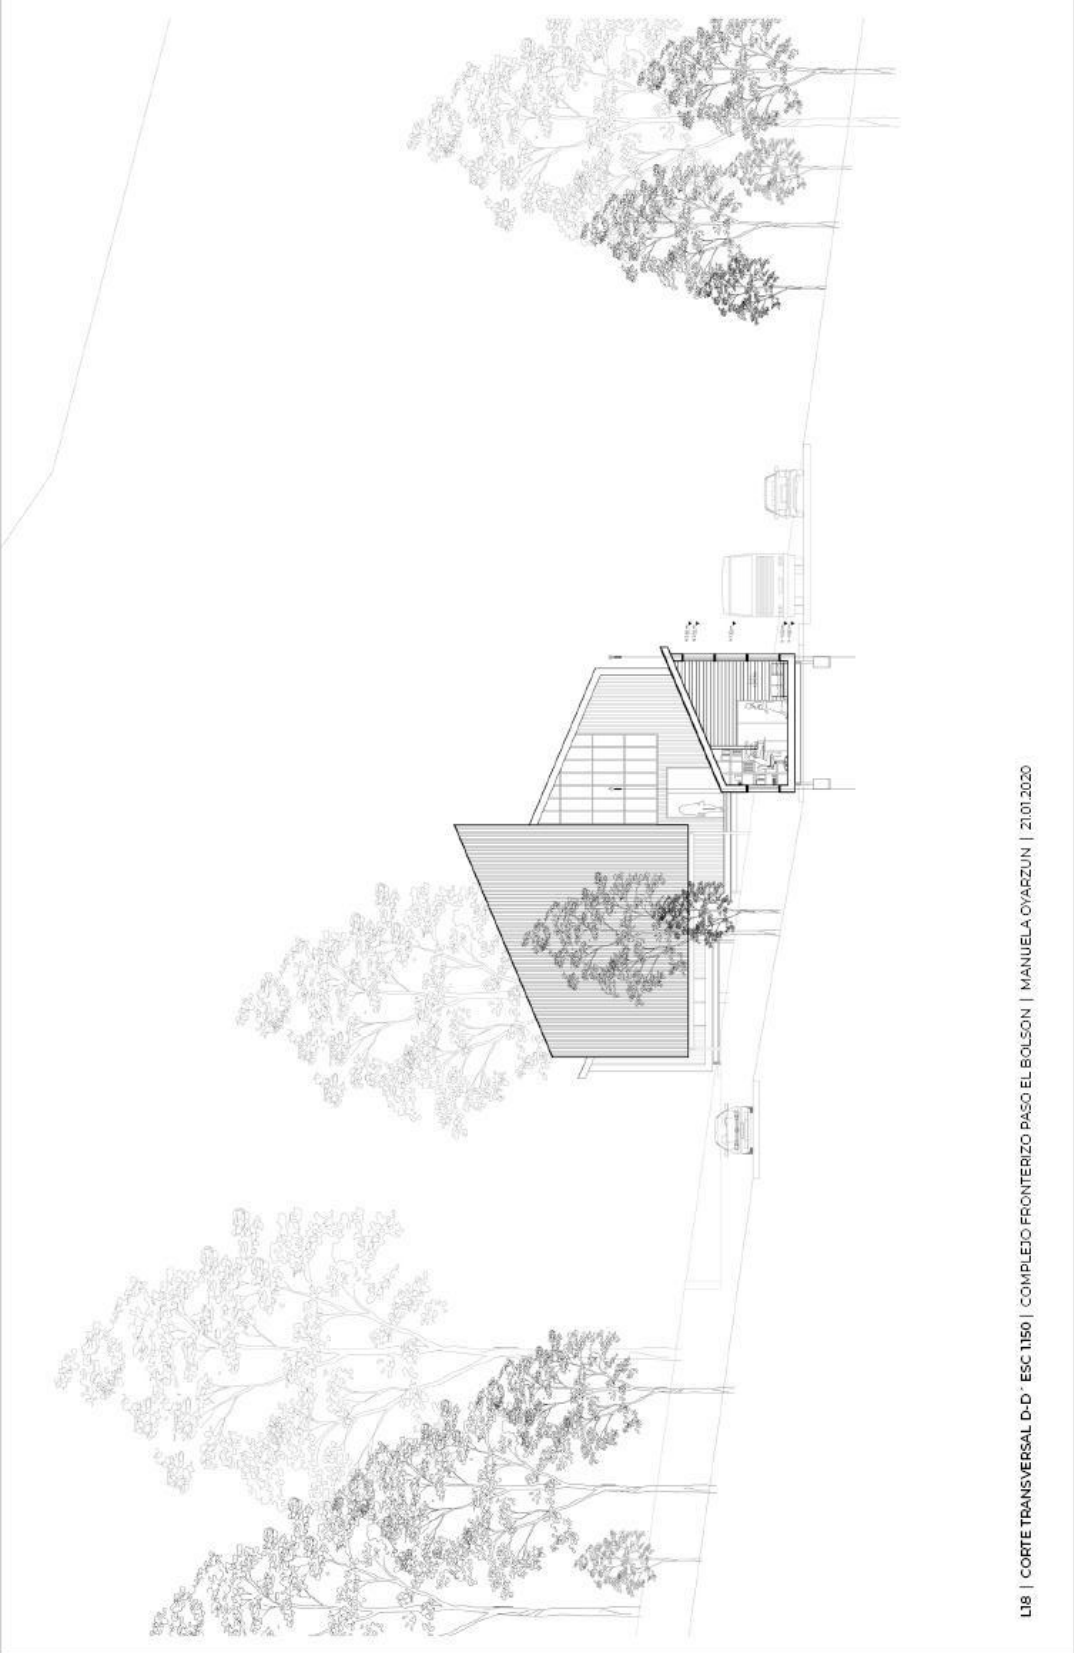 L18 | CORTE TRANSVERSAL D-D´ ESC 1:150 | COMPLEJO FRONTERIZO PASO EL BOLSON | MANUELA OYARZUN | 21.01.2020